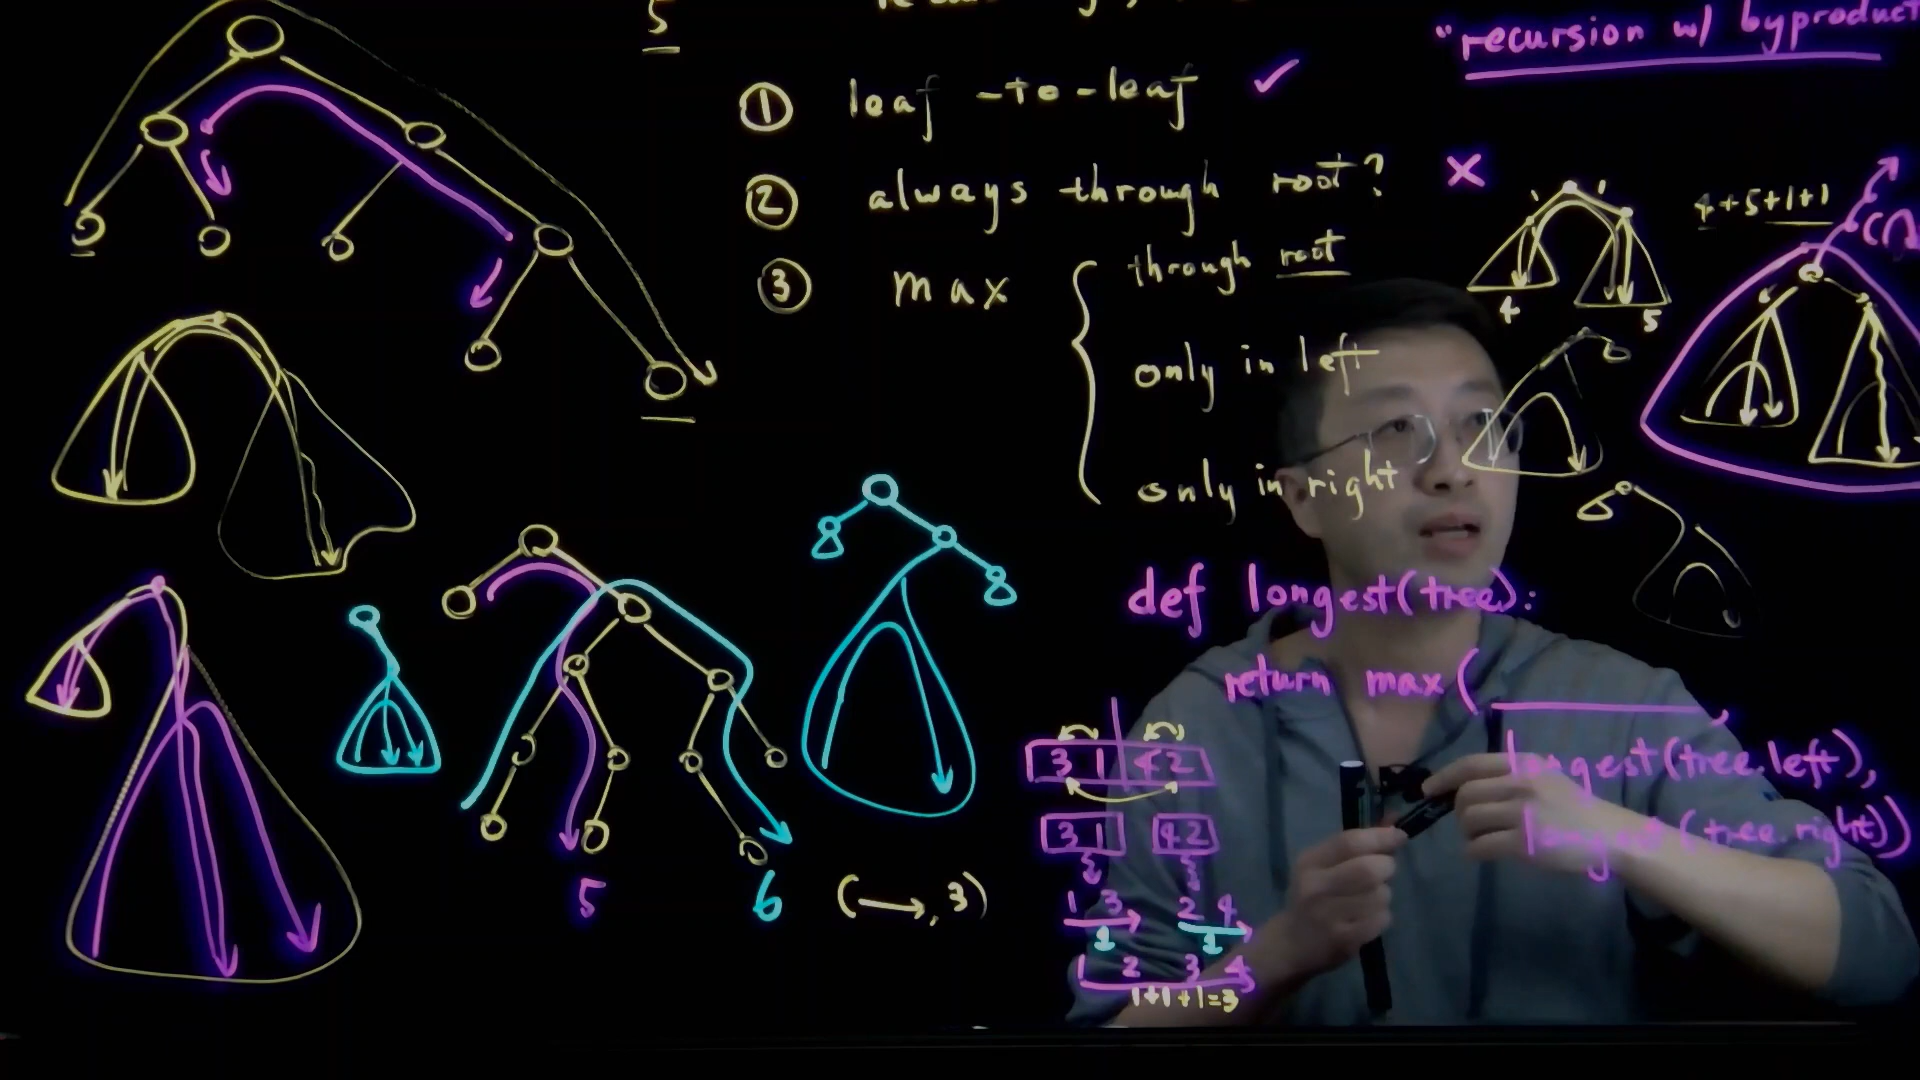 5
"recursion w/ byproduct
① leaf-to-leaf ✓
② always through root? ✗
③ max {
through root
only in left
only in right
4+5+1+1
4
5
def longest(tree):
return max(
longest(tree.left),
longest(tree.right))
3 1 4 2
3 1
4 2
1 3
2 4
1
1
1 2 3 4
1+1+1=3
5
6
(→, 3)